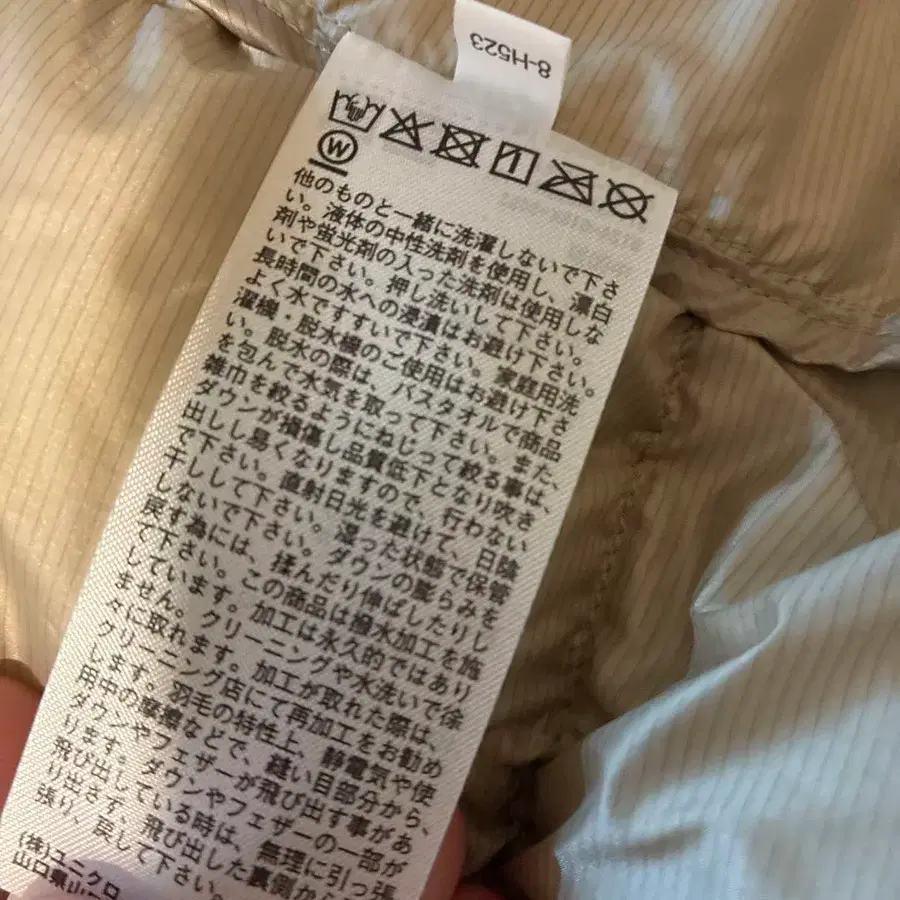 8-H523
W
他のものと一緒に洗濯しないで下さ
い。液体の中性洗剤を使用し、漂白
剤や蛍光剤の入った洗剤は使用しな
いで下さい。押し洗いして下さい。
長時間の水への浸漬はお避け下さい。
よく水ですすいで下さい。家庭用洗
濯機・脱水機のご使用はお避け下さ
い。脱水の際は、バスタオルで商品
を包んで水気を取って下さい。また、
雑巾を絞るようにねじって絞る事は、
ダウンが損傷し品質低下となり吹き
出しし易くなりますので、行わない
で下さい。直射日光を避けて、日陰
干しして下さい。湿った状態で保管
しないで下さい。ダウンの膨らみを
戻す為には、揉んだり伸ばしたりし
て下さい。この商品は撥水加工を施
しています。加工は永久的ではあり
ません。クリーニングや水洗いで徐
々に取れます。加工が取れた際は、
クリーニング店にて再加工をお勧め
します。羽毛の特性上、静電気や使
用中の摩擦などで、縫い目部分から、
ダウンやフェザーが飛び出す事があ
ります。ダウンやフェザーの一部が
飛び出している時は、無理に引っ張
り出さず、飛び出した裏側から
張り、戻して下さい。
(株)ユニクロ
山口県山